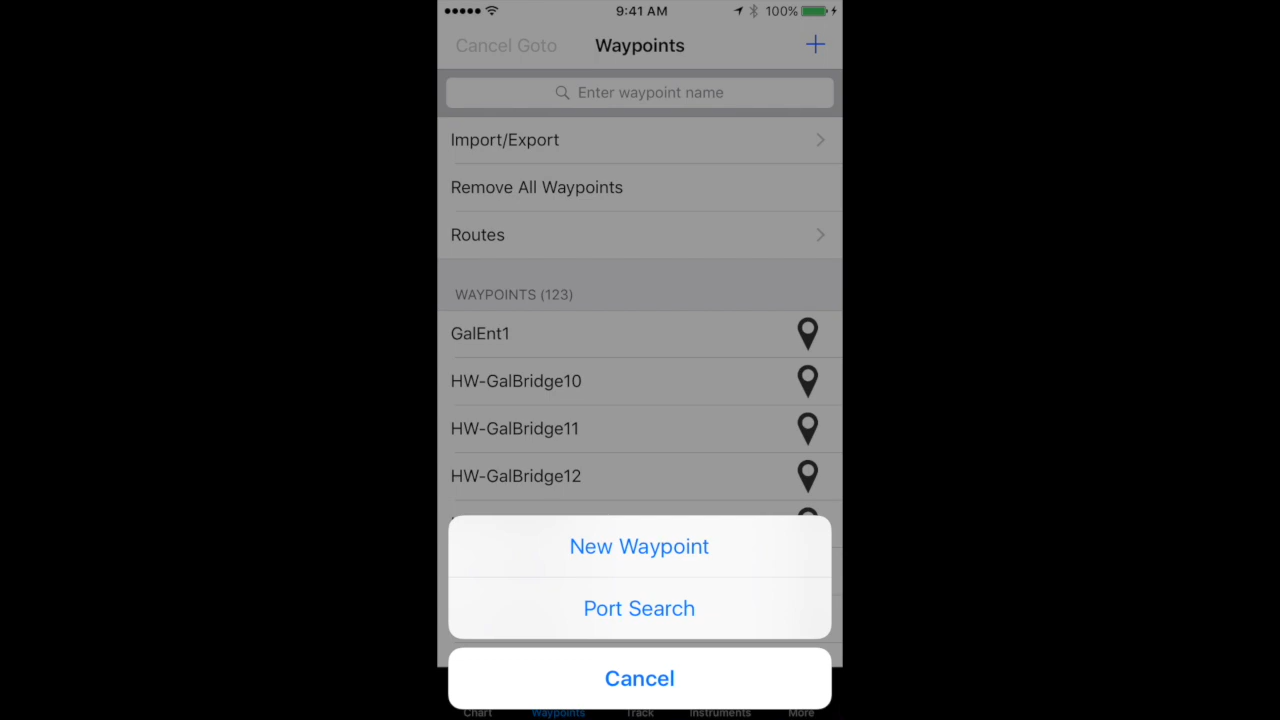 9:41 AM 100%
Cancel Goto Waypoints +
Enter waypoint name
Import/Export
Remove All Waypoints
Routes
WAYPOINTS (123)
GalEnt1
HW-GalBridge10
HW-GalBridge11
HW-GalBridge12
New Waypoint
Port Search
Cancel
Chart Waypoints Track Instruments More